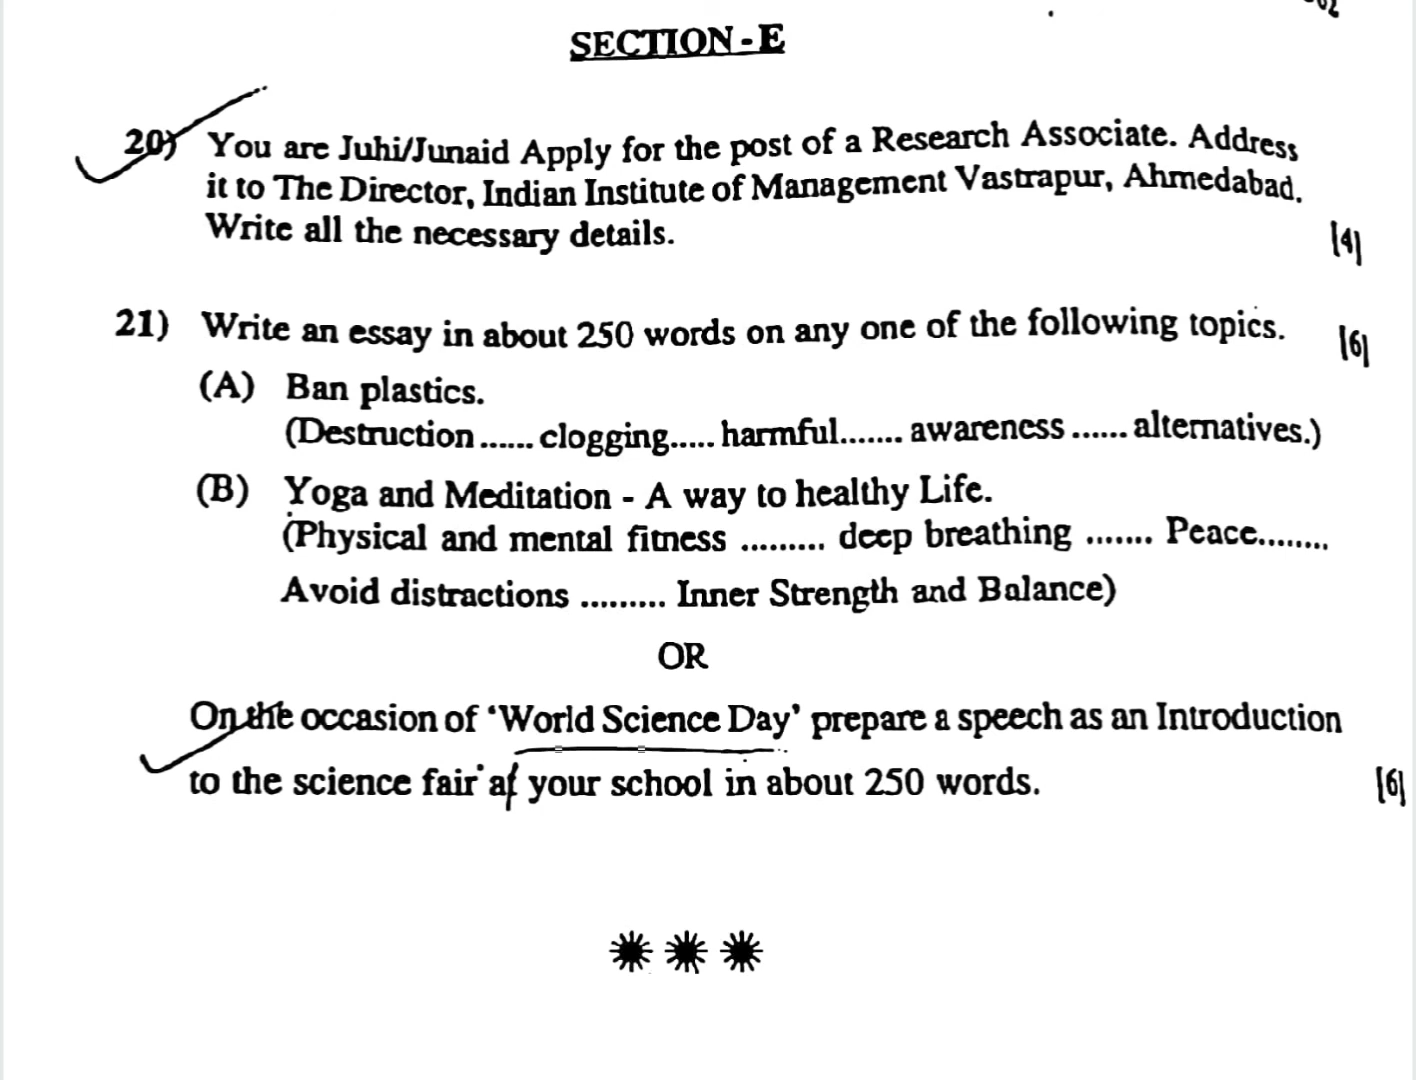 SECTION - E
20) You are Juhi/Junaid Apply for the post of a Research Associate. Address
it to The Director, Indian Institute of Management Vastrapur, Ahmedabad.
Write all the necessary details.
[4]
21) Write an essay in about 250 words on any one of the following topics.
[6]
(A) Ban plastics.
(Destruction ...... clogging..... harmful....... awareness ...... alternatives.)
(B) Yoga and Meditation - A way to healthy Life.
(Physical and mental fitness ......... deep breathing ....... Peace........
Avoid distractions ......... Inner Strength and Balance)
OR
On the occasion of 'World Science Day' prepare a speech as an Introduction
to the science fair at your school in about 250 words.
[6]